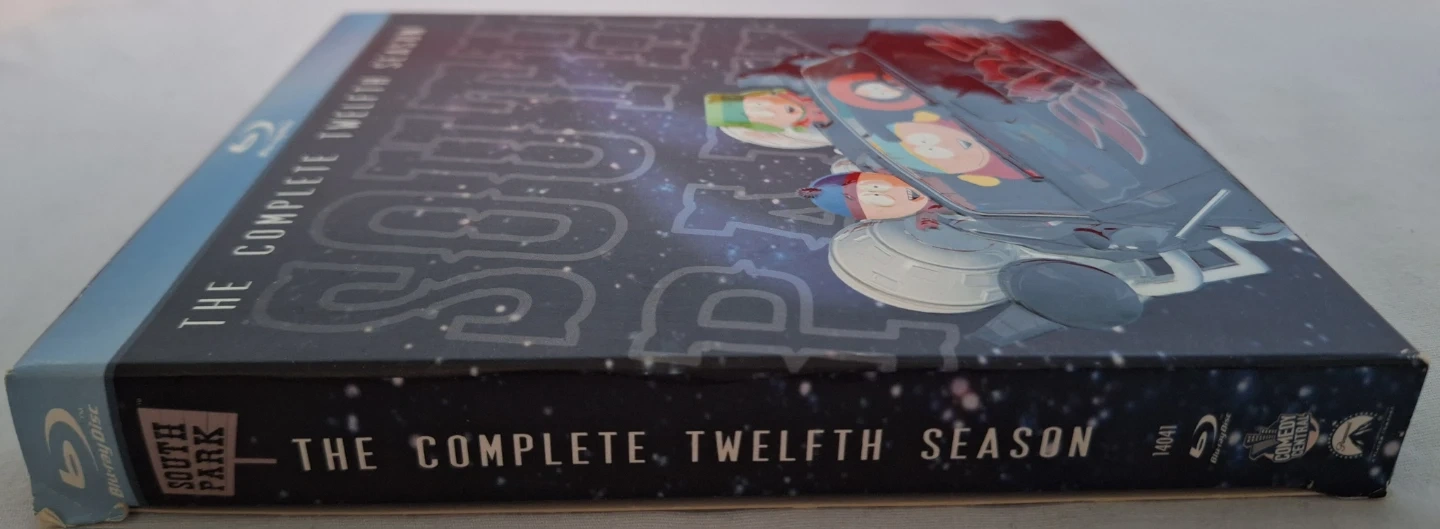 THE COMPLETE TWELFTH SEASON
SOUTH
PARK
Blu-ray Disc
SOUTH
PARK
THE COMPLETE TWELFTH SEASON
14041
Blu-ray Disc
COMEDY
CENTRAL